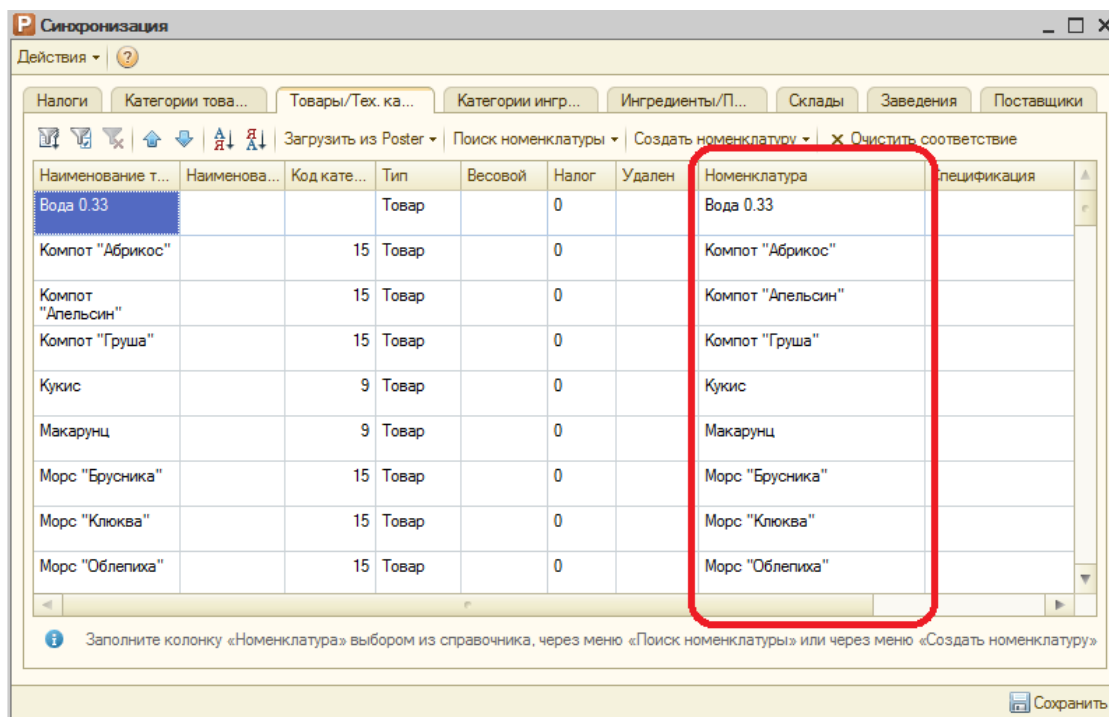 P Синхронизация
Действия ?
Налоги Категории това... Товары/Тех. ка... Категории ингр... Ингредиенты/П... Склады Заведения Поставщики
Загрузить из Poster Поиск номенклатуры Создать номенклатуру Очистить соответствие
Наименование т... Наименова... Код кате... Тип Весовой Налог Удален Номенклатура Спецификация
Вода 0.33 Товар 0 Вода 0.33
Компот "Абрикос" 15 Товар 0 Компот "Абрикос"
Компот "Апельсин" 15 Товар 0 Компот "Апельсин"
Компот "Груша" 15 Товар 0 Компот "Груша"
Кукис 9 Товар 0 Кукис
Макарунц 9 Товар 0 Макарунц
Морс "Брусника" 15 Товар 0 Морс "Брусника"
Морс "Клюква" 15 Товар 0 Морс "Клюква"
Морс "Облепиха" 15 Товар 0 Морс "Облепиха"
Заполните колонку «Номенклатура» выбором из справочника, через меню «Поиск номенклатуры» или через меню «Создать номенклатуру»
Сохранить